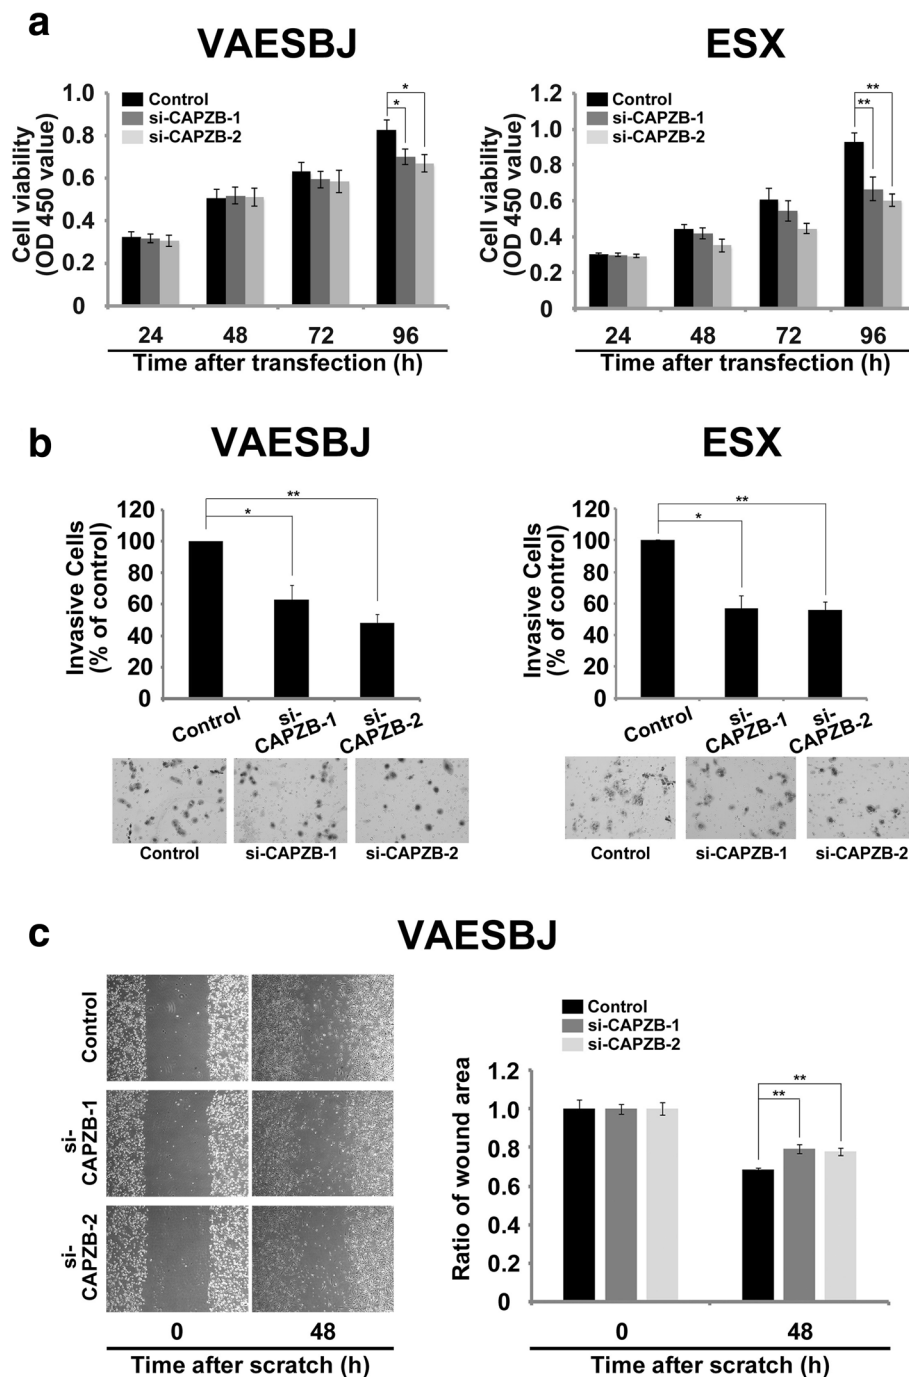 a
VAESBJ
Cell viability
(OD 450 value)
1.0
0.8
0.6
0.4
0.2
0
Control
si-CAPZB-1
si-CAPZB-2
*
*
24 48 72 96
Time after transfection (h)
ESX
Cell viability
(OD 450 value)
1.2
1.0
0.8
0.6
0.4
0.2
0
Control
si-CAPZB-1
si-CAPZB-2
**
**
24 48 72 96
Time after transfection (h)
b
VAESBJ
Invasive Cells
(% of control)
120
100
80
60
40
20
0
**
*
Control
si-
CAPZB-1
si-
CAPZB-2
Control si-CAPZB-1 si-CAPZB-2
ESX
Invasive Cells
(% of control)
120
100
80
60
40
20
0
**
*
Control
si-
CAPZB-1
si-
CAPZB-2
Control si-CAPZB-1 si-CAPZB-2
c
VAESBJ
Control
si-
CAPZB-1
si-
CAPZB-2
0 48
Time after scratch (h)
Control
si-CAPZB-1
si-CAPZB-2
Ratio of wound area
1.2
1.0
0.8
0.6
0.4
0.2
0
**
**
0 48
Time after scratch (h)